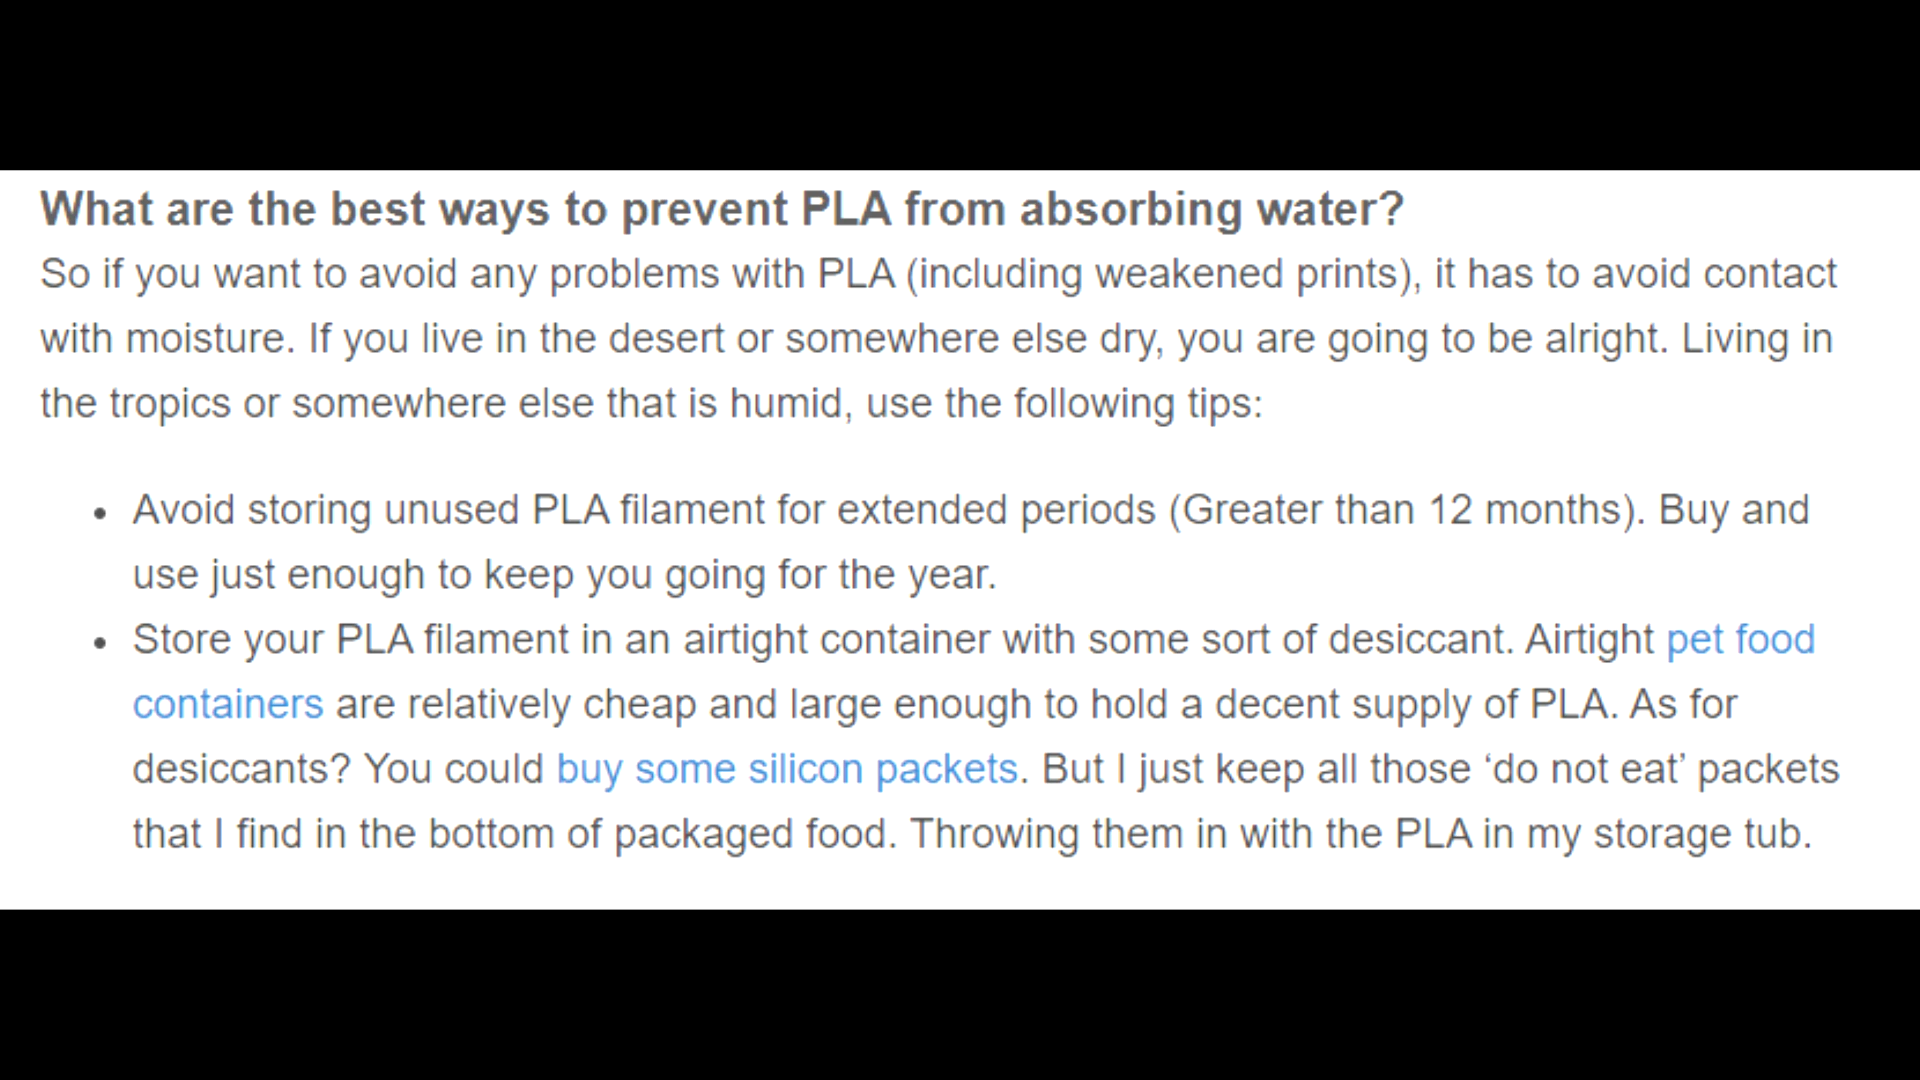 What are the best ways to prevent PLA from absorbing water?
So if you want to avoid any problems with PLA (including weakened prints), it has to avoid contact
with moisture. If you live in the desert or somewhere else dry, you are going to be alright. Living in
the tropics or somewhere else that is humid, use the following tips:
• Avoid storing unused PLA filament for extended periods (Greater than 12 months). Buy and
use just enough to keep you going for the year.
• Store your PLA filament in an airtight container with some sort of desiccant. Airtight pet food
containers are relatively cheap and large enough to hold a decent supply of PLA. As for
desiccants? You could buy some silicon packets. But I just keep all those ‘do not eat’ packets
that I find in the bottom of packaged food. Throwing them in with the PLA in my storage tub.